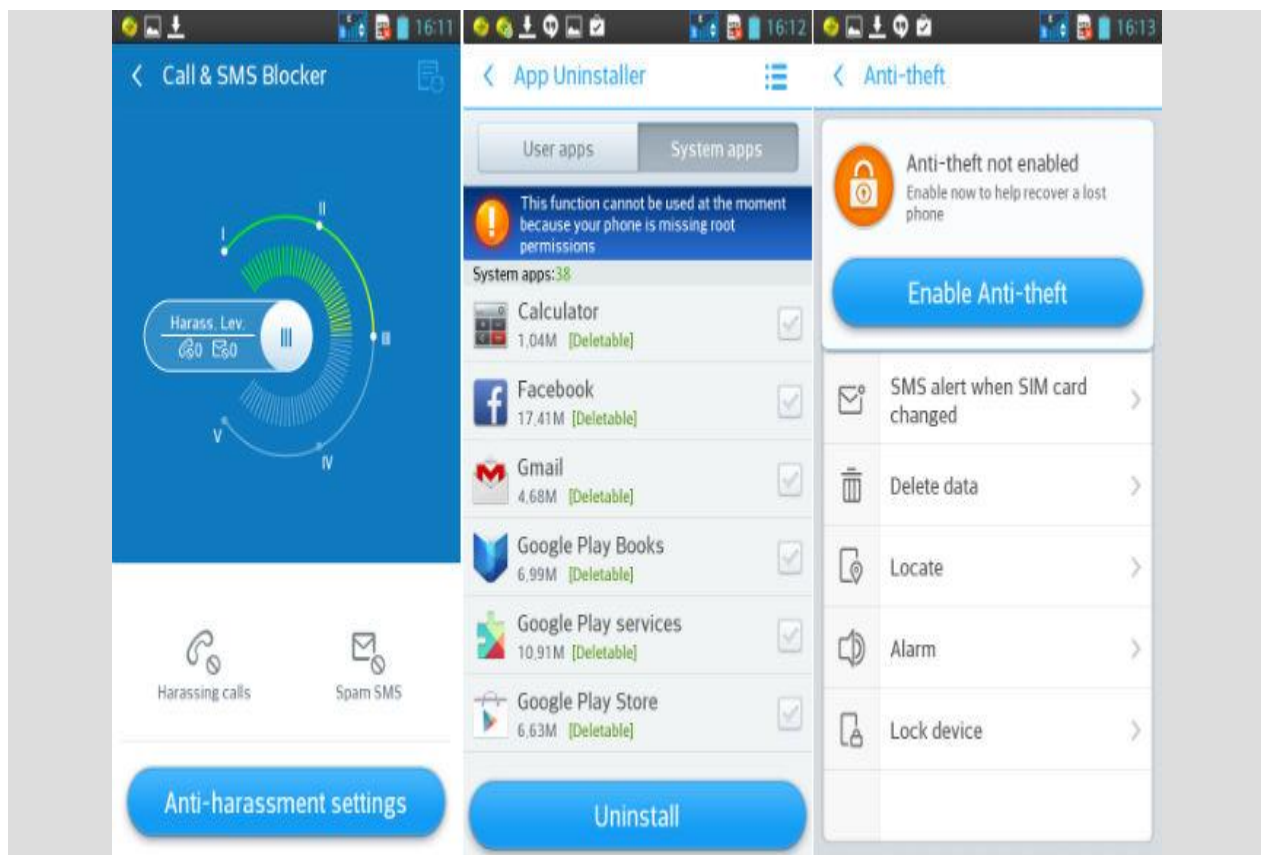 16:11
Call & SMS Blocker
I
II
III
IV
V
Harass. Lev.
0 0
III
Harassing calls
Spam SMS
Anti-harassment settings
16:12
App Uninstaller
User apps
System apps
This function cannot be used at the moment
because your phone is missing root
permissions
System apps:38
Calculator
1,04M [Deletable]
Facebook
17,41M [Deletable]
Gmail
4,68M [Deletable]
Google Play Books
6,99M [Deletable]
Google Play services
10,91M [Deletable]
Google Play Store
6,63M [Deletable]
Uninstall
16:13
Anti-theft
Anti-theft not enabled
Enable now to help recover a lost
phone
Enable Anti-theft
SMS alert when SIM card
changed
Delete data
Locate
Alarm
Lock device